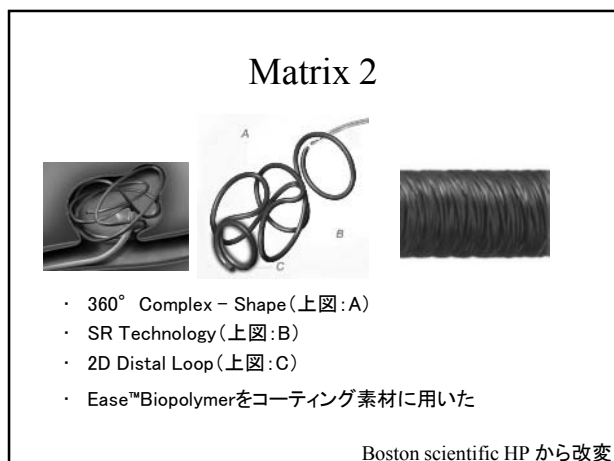 Matrix 2
A
B
C
・ 360° Complex – Shape(上図:A)
・ SR Technology(上図:B)
・ 2D Distal Loop(上図:C)
・ Ease™Biopolymerをコーティング素材に用いた
Boston scientific HP から改変